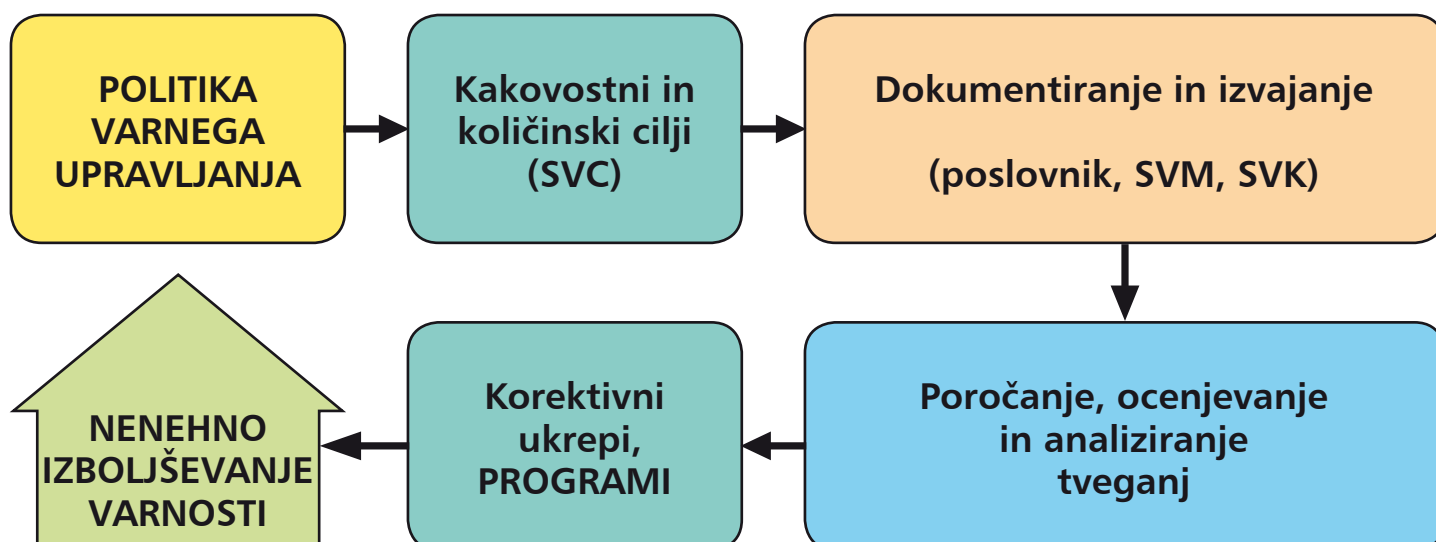 POLITIKA
VARNEGA
UPRAVLJANJA
Kakovostni in
količinski cilji
(SVC)
Dokumentiranje in izvajanje
(poslovnik, SVM, SVK)
Poročanje, ocenjevanje
in analiziranje
tveganj
Korektivni
ukrepi,
PROGRAMI
NENEHNO
IZBOLJŠEVANJE
VARNOSTI